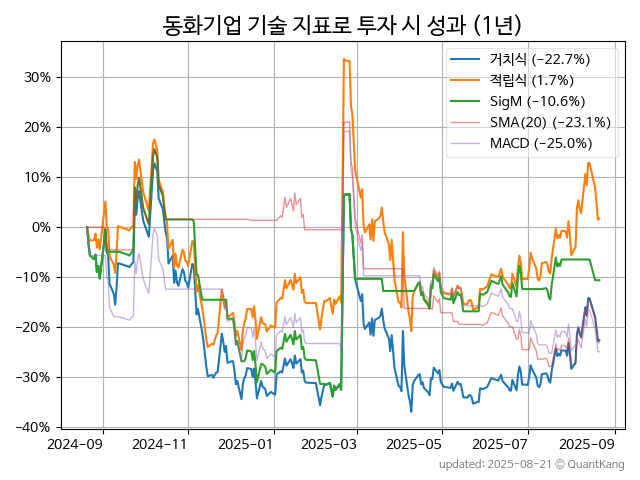 동화기업 기술 지표로 투자 시 성과 (1년)
거치식 (−22.7%)
적립식 (1.7%)
SigM (−10.6%)
SMA(20) (−23.1%)
MACD (−25.0%)
30%
20%
10%
0%
−10%
−20%
−30%
−40%
2024-09 2024-11 2025-01 2025-03 2025-05 2025-07 2025-09
updated: 2025-08-21 © QuantKang